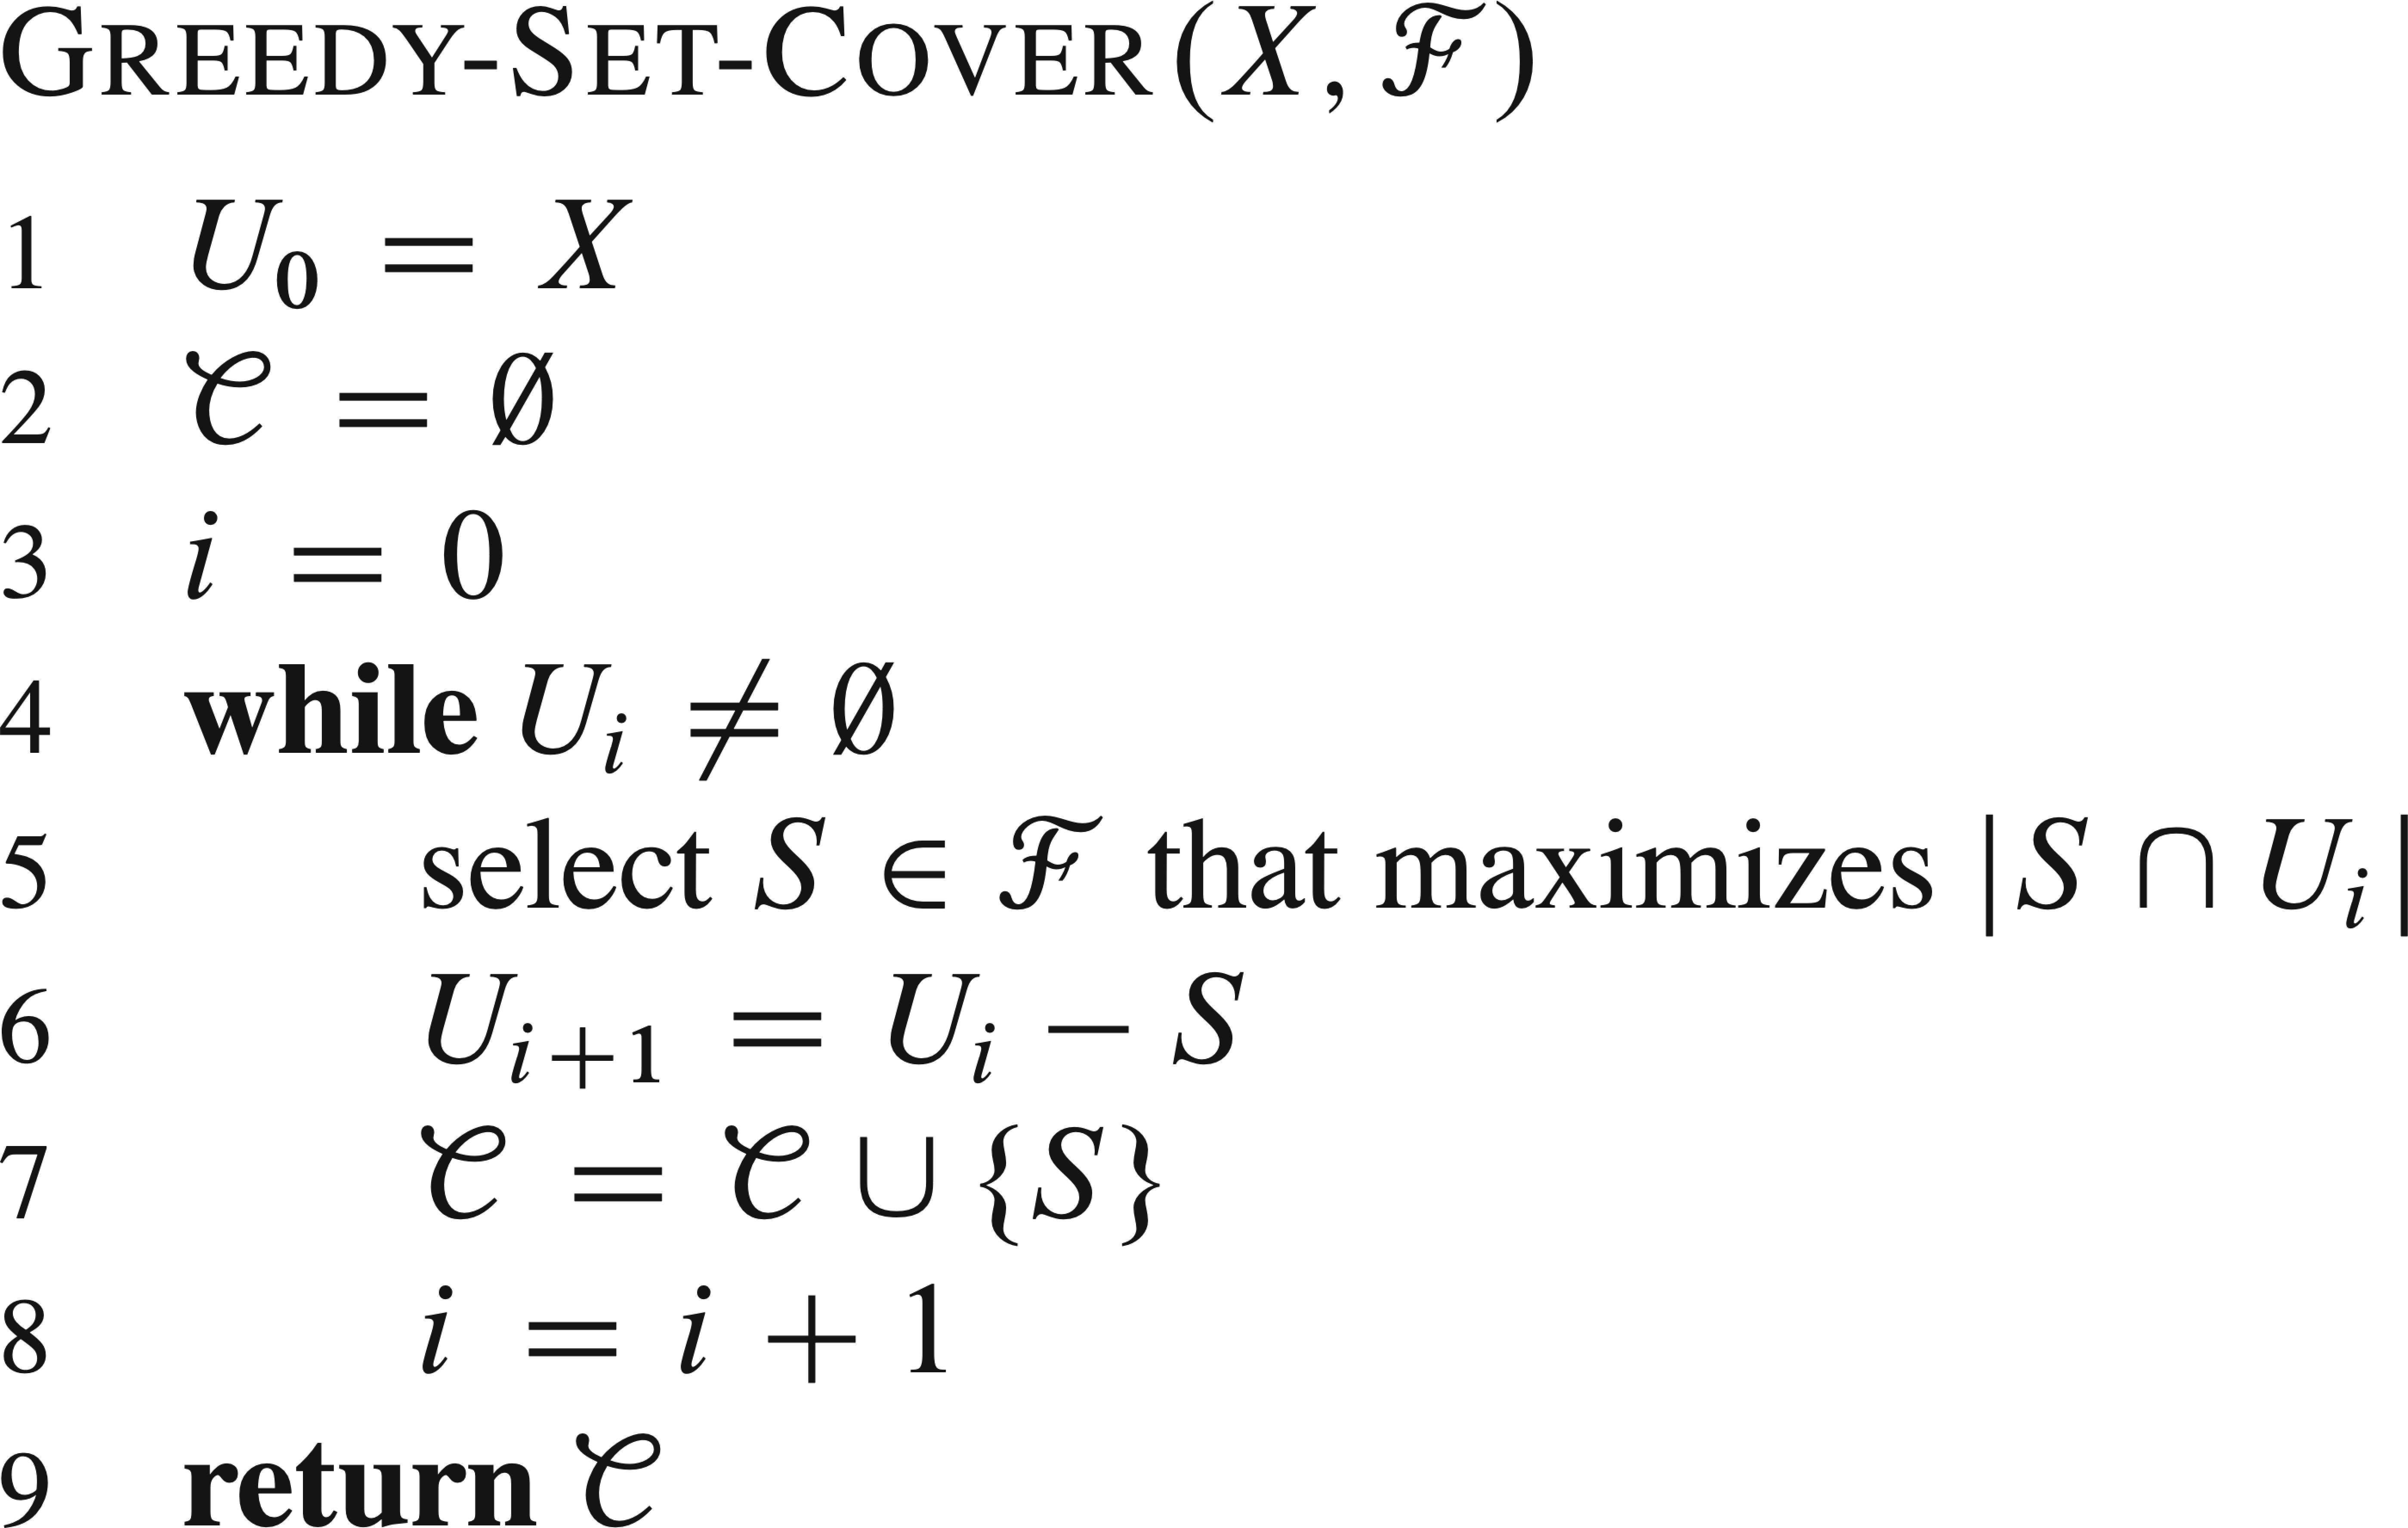 GREEDY-SET-COVER(X, ℱ)
1 U₀ = X
2 𝒞 = ∅
3 i = 0
4 while Uᵢ ≠ ∅
5 select S ∈ ℱ that maximizes |S ∩ Uᵢ|
6 Uᵢ₊₁ = Uᵢ − S
7 𝒞 = 𝒞 ∪ {S}
8 i = i + 1
9 return 𝒞